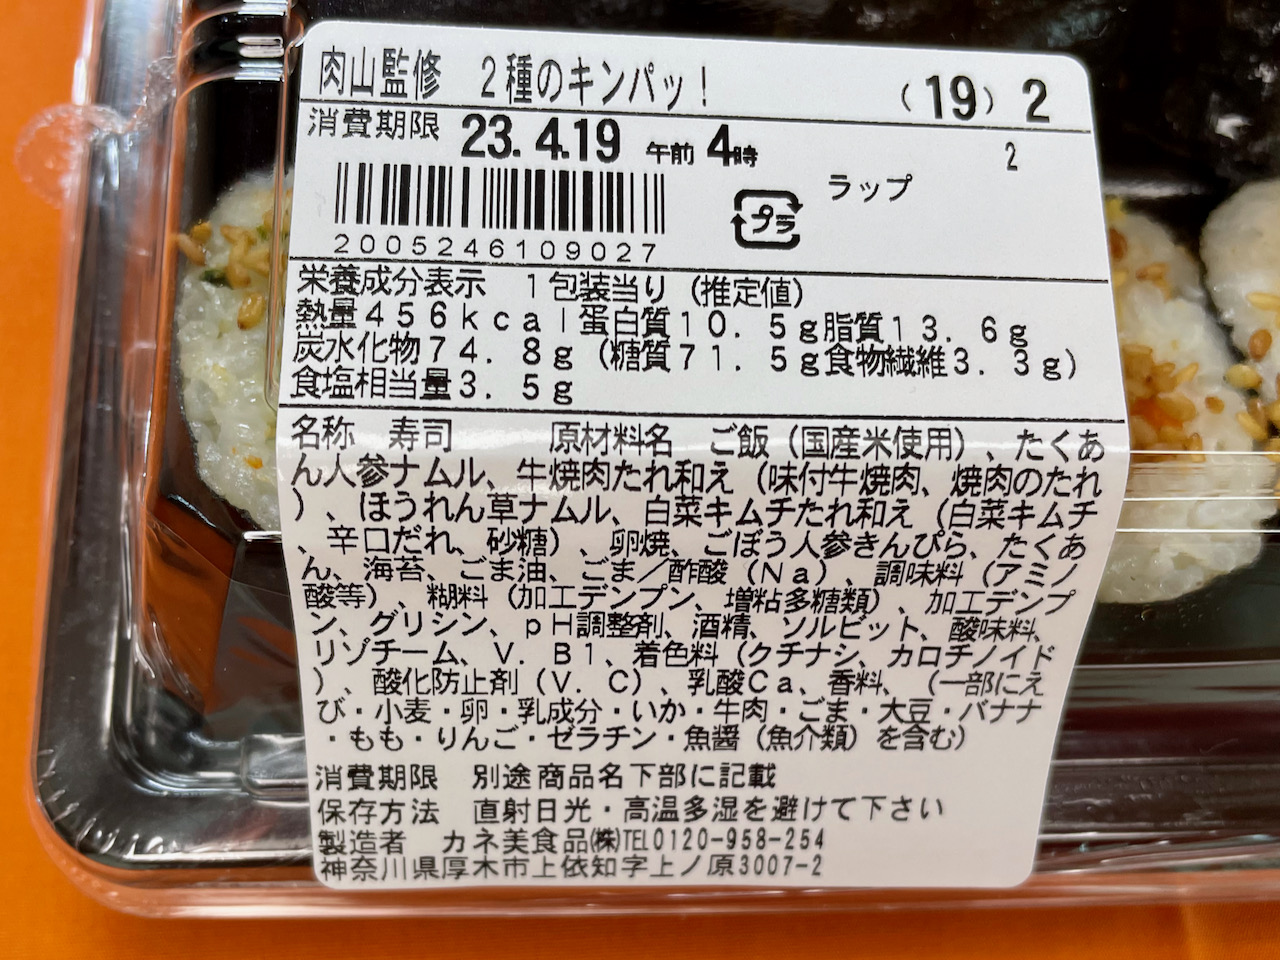 肉山監修　2種のキンパッ!
(19) 2
消費期限 23.4.19 午前 4時
2
ラップ
プラ
2005246109027
栄養成分表示　1包装当り(推定値)
熱量456kcal蛋白質10.5g脂質13.6g
炭水化物74.8g(糖質71.5g食物繊維3.3g)
食塩相当量3.5g
名称　寿司　　　原材料名　ご飯(国産米使用)、たくあ
ん人参ナムル、牛焼肉たれ和え(味付牛焼肉、焼肉のたれ
)、ほうれん草ナムル、白菜キムチたれ和え(白菜キムチ
、辛口だれ、砂糖)、卵焼、ごぼう人参きんぴら、たくあ
ん、海苔、ごま油、ごま/酢酸(Na)、調味料(アミノ
酸等)、糊料(加工デンプン、増粘多糖類)、加工デンプ
ン、グリシン、pH調整剤、酒精、ソルビット、酸味料、
リゾチーム、V.B1、着色料(クチナシ、カロチノイド
)、酸化防止剤(V.C)、乳酸Ca、香料、(一部にえ
び・小麦・卵・乳成分・いか・牛肉・ごま・大豆・バナナ
・もも・りんご・ゼラチン・魚醤(魚介類)を含む)
消費期限　別途商品名下部に記載
保存方法　直射日光・高温多湿を避けて下さい
製造者　カネ美食品㈱TEL0120-958-254
神奈川県厚木市上依知字上ノ原3007-2